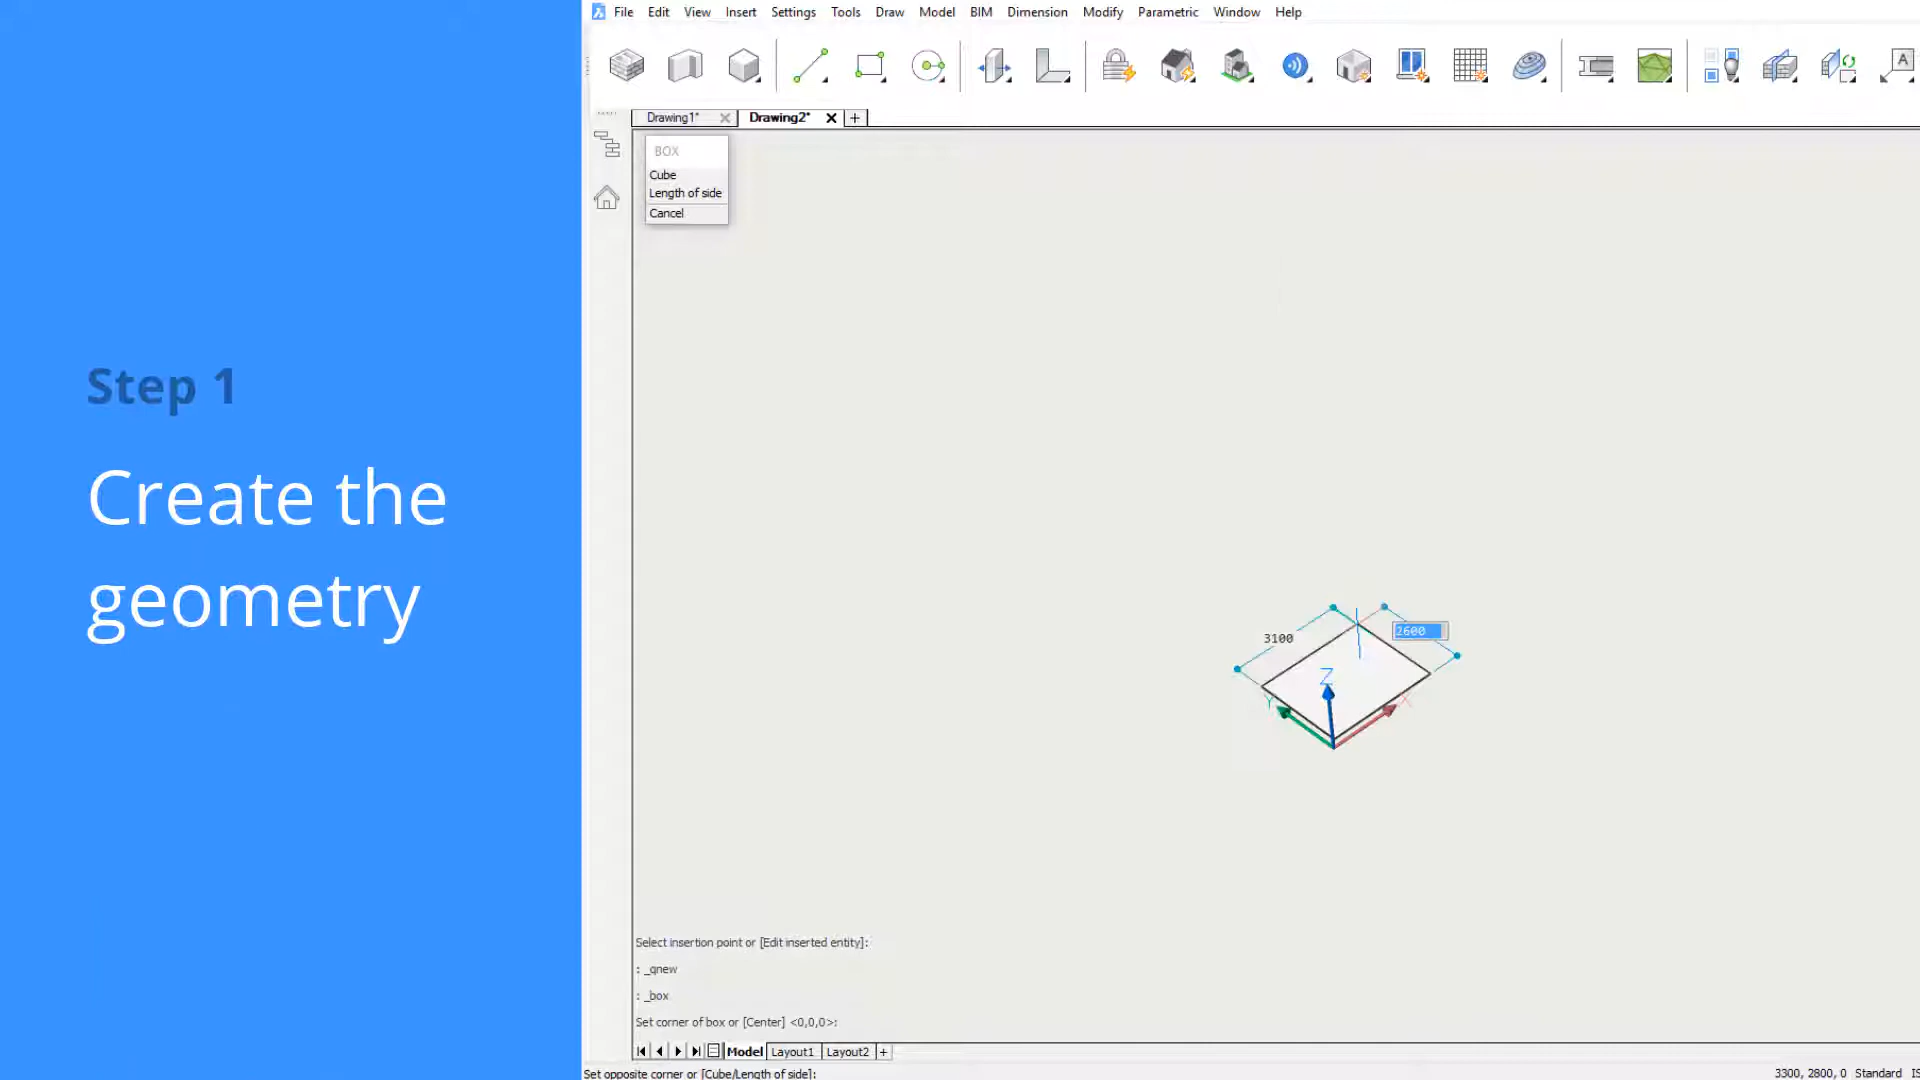 File Edit View Insert Settings Tools Draw Model BIM Dimension Modify Parametric Window Help
A
Drawing1* Drawing2*
BOX
Cube
Length of side
Cancel
Step 1
Create the
geometry
3100
2600
Z
Y
X
Select insertion point or [Edit inserted entity]:
: _qnew
: _box
Set corner of box or [Center] <0,0,0>:
Model Layout1 Layout2 +
Set opposite corner or [Cube/Length of side]:
3300, 2800, 0 Standard IS